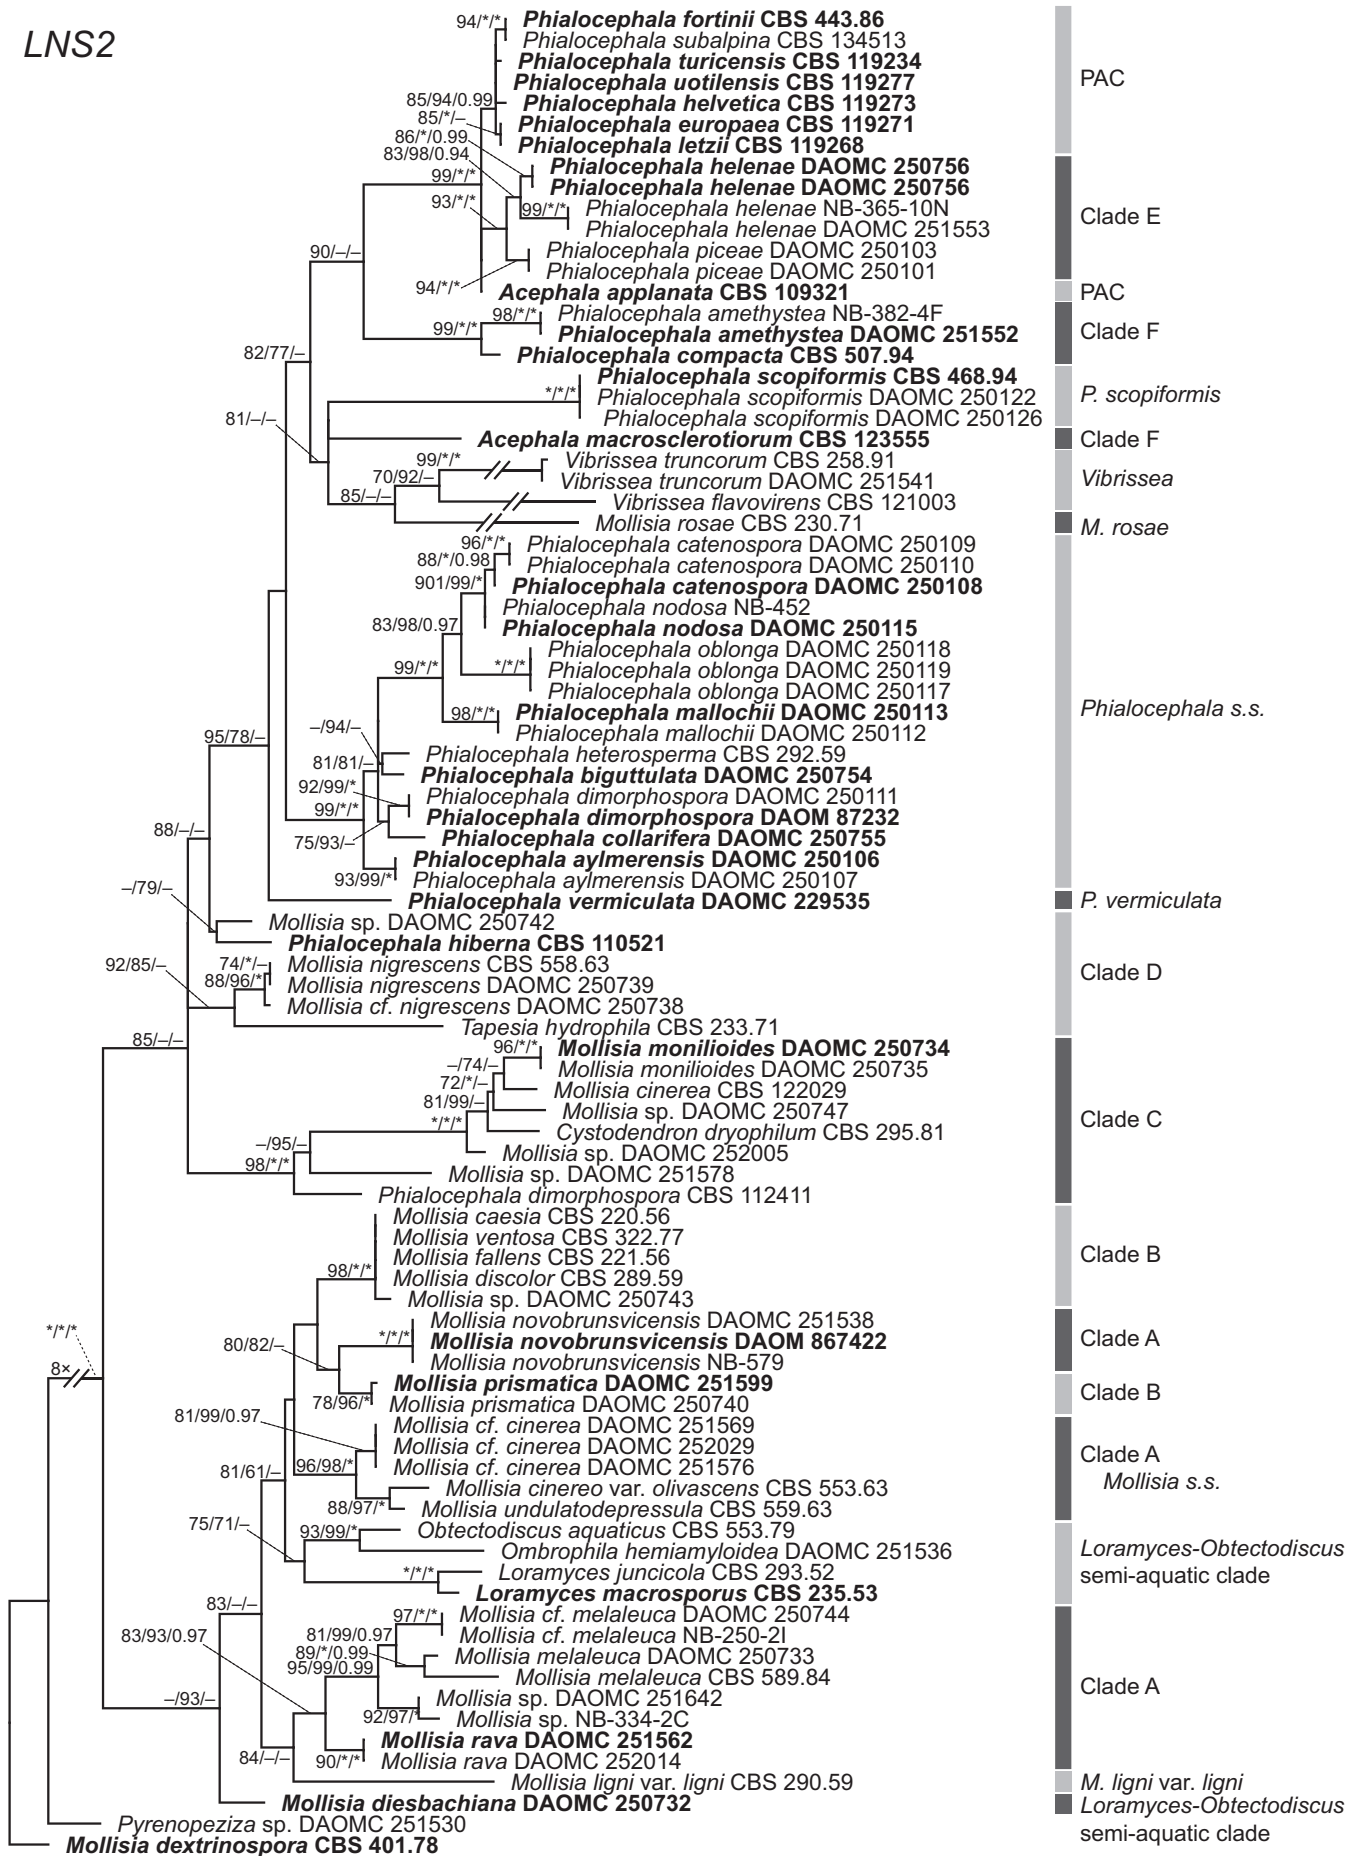 LNS2
94/*/*
Phialocephala fortinii CBS 443.86
Phialocephala subalpina CBS 134513
Phialocephala turicensis CBS 119234
Phialocephala uotilensis CBS 119277
PAC
85/94/0.99
Phialocephala helvetica CBS 119273
85/*/–
Phialocephala europaea CBS 119271
86/*/0.99
Phialocephala letzii CBS 119268
83/98/0.94
Phialocephala helenae DAOMC 250756
99/*/*
Phialocephala helenae DAOMC 250756
93/*/*
99/*/*
Phialocephala helenae NB-365-10N
Clade E
Phialocephala helenae DAOMC 251553
90/–/–
Phialocephala piceae DAOMC 250103
Phialocephala piceae DAOMC 250101
94/*/*
Acephala applanata CBS 109321
PAC
98/*/*
Phialocephala amethystea NB-382-4F
99/*/*
Phialocephala amethystea DAOMC 251552
Clade F
82/77/–
Phialocephala compacta CBS 507.94
Phialocephala scopiformis CBS 468.94
*/*/*
Phialocephala scopiformis DAOMC 250122
P. scopiformis
81/–/–
Phialocephala scopiformis DAOMC 250126
Acephala macrosclerotiorum CBS 123555
Clade F
99/*/*
Vibrissea truncorum CBS 258.91
70/92/–
Vibrissea truncorum DAOMC 251541
Vibrissea
85/–/–
Vibrissea flavovirens CBS 121003
Mollisia rosae CBS 230.71
M. rosae
96/*/*
Phialocephala catenospora DAOMC 250109
88/*/0.98
Phialocephala catenospora DAOMC 250110
901/99/*
Phialocephala catenospora DAOMC 250108
Phialocephala nodosa NB-452
83/98/0.97
Phialocephala nodosa DAOMC 250115
Phialocephala oblonga DAOMC 250118
99/*/*
*/*/*
Phialocephala oblonga DAOMC 250119
Phialocephala oblonga DAOMC 250117
98/*/*
Phialocephala mallochii DAOMC 250113
Phialocephala s.s.
–/94/–
Phialocephala mallochii DAOMC 250112
95/78/–
Phialocephala heterosperma CBS 292.59
81/81/–
Phialocephala biguttulata DAOMC 250754
92/99/*
Phialocephala dimorphospora DAOMC 250111
99/*/*
Phialocephala dimorphospora DAOM 87232
88/–/–
75/93/–
Phialocephala collarifera DAOMC 250755
Phialocephala aylmerensis DAOMC 250106
93/99/*
Phialocephala aylmerensis DAOMC 250107
–/79/–
Phialocephala vermiculata DAOMC 229535
P. vermiculata
Mollisia sp. DAOMC 250742
Phialocephala hiberna CBS 110521
92/85/–
74/*/–
Mollisia nigrescens CBS 558.63
Clade D
88/96/*
Mollisia nigrescens DAOMC 250739
Mollisia cf. nigrescens DAOMC 250738
Tapesia hydrophila CBS 233.71
85/–/–
96/*/*
Mollisia monilioides DAOMC 250734
–/74/–
Mollisia monilioides DAOMC 250735
72/*/–
Mollisia cinerea CBS 122029
81/99/–
Mollisia sp. DAOMC 250747
Clade C
*/*/*
Cystodendron dryophilum CBS 295.81
–/95/–
Mollisia sp. DAOMC 252005
98/*/*
Mollisia sp. DAOMC 251578
Phialocephala dimorphospora CBS 112411
Mollisia caesia CBS 220.56
Mollisia ventosa CBS 322.77
Mollisia fallens CBS 221.56
Clade B
98/*/*
Mollisia discolor CBS 289.59
Mollisia sp. DAOMC 250743
Mollisia novobrunsvicensis DAOMC 251538
*/*/*
80/82/–
*/*/*
Mollisia novobrunsvicensis DAOM 867422
Clade A
Mollisia novobrunsvicensis NB-579
8×
Mollisia prismatica DAOMC 251599
Clade B
78/96/*
Mollisia prismatica DAOMC 250740
81/99/0.97
Mollisia cf. cinerea DAOMC 251569
Mollisia cf. cinerea DAOMC 252029
Clade A
81/61/–
96/98/*
Mollisia cf. cinerea DAOMC 251576
Mollisia s.s.
Mollisia cinereo var. olivascens CBS 553.63
88/97/*
Mollisia undulatodepressula CBS 559.63
75/71/–
93/99/*
Obtectodiscus aquaticus CBS 553.79
Ombrophila hemiamyloidea DAOMC 251536
Loramyces-Obtectodiscus
*/*/*
Loramyces juncicola CBS 293.52
semi-aquatic clade
Loramyces macrosporus CBS 235.53
83/–/–
97/*/*
Mollisia cf. melaleuca DAOMC 250744
83/93/0.97
81/99/0.97
Mollisia cf. melaleuca NB-250-2I
89/*/0.99
Mollisia melaleuca DAOMC 250733
95/99/0.99
Mollisia melaleuca CBS 589.84
Clade A
–/93/–
Mollisia sp. DAOMC 251642
92/97/*
Mollisia sp. NB-334-2C
Mollisia rava DAOMC 251562
84/–/–
90/*/*
Mollisia rava DAOMC 252014
Mollisia ligni var. ligni CBS 290.59
M. ligni var. ligni
Mollisia diesbachiana DAOMC 250732
Loramyces-Obtectodiscus
semi-aquatic clade
Pyrenopeziza sp. DAOMC 251530
Mollisia dextrinospora CBS 401.78